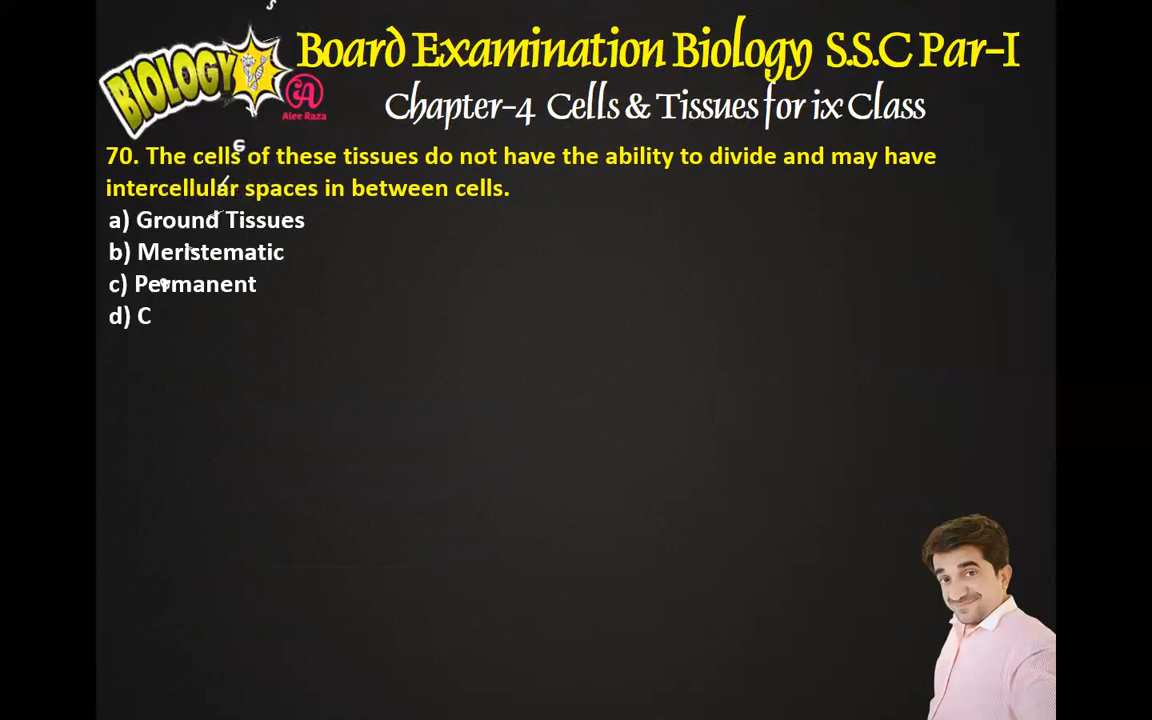 BIOLOGY
Board Examination Biology S.S.C Par-I
Alee Raza
Chapter-4 Cells & Tissues for ix Class
70. The cells of these tissues do not have the ability to divide and may have
intercellular spaces in between cells.
a) Ground Tissues
b) Meristematic
c) Permanent
d) C